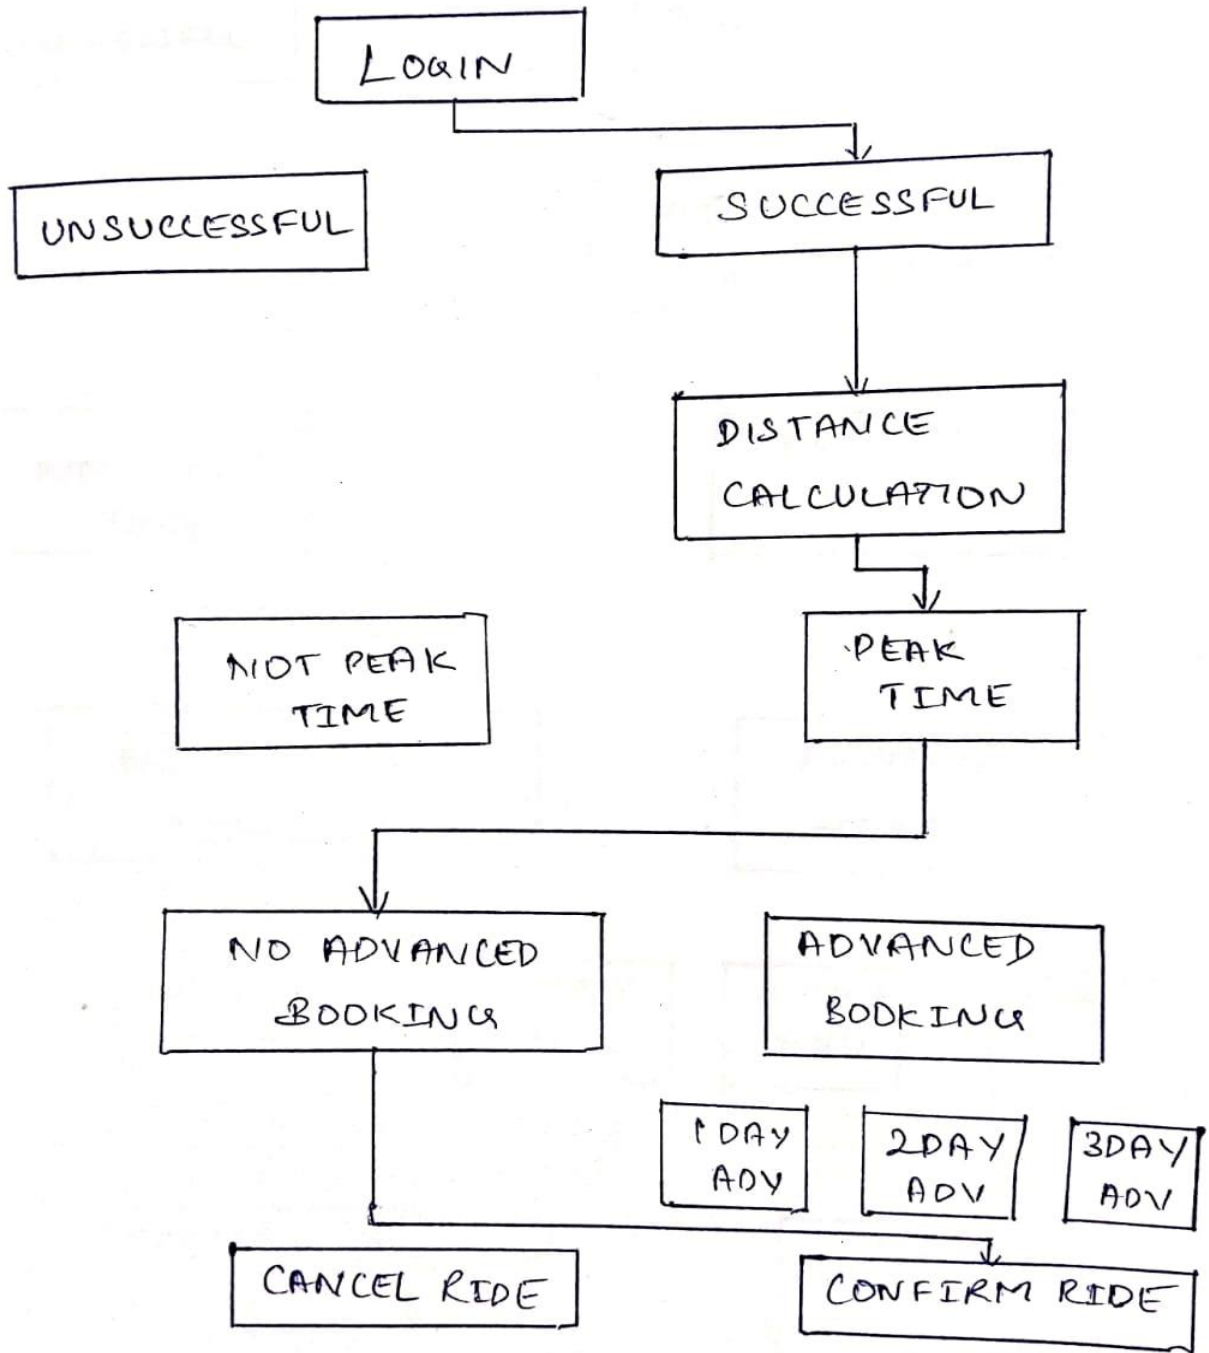 LOGIN
UNSUCCESSFUL
SUCCESSFUL
DISTANCE
CALCULATION
NOT PEAK
TIME
PEAK
TIME
NO ADVANCED
BOOKING
ADVANCED
BOOKING
1 DAY
ADV
2DAY
ADV
3DAY
ADV
CANCEL RIDE
CONFIRM RIDE